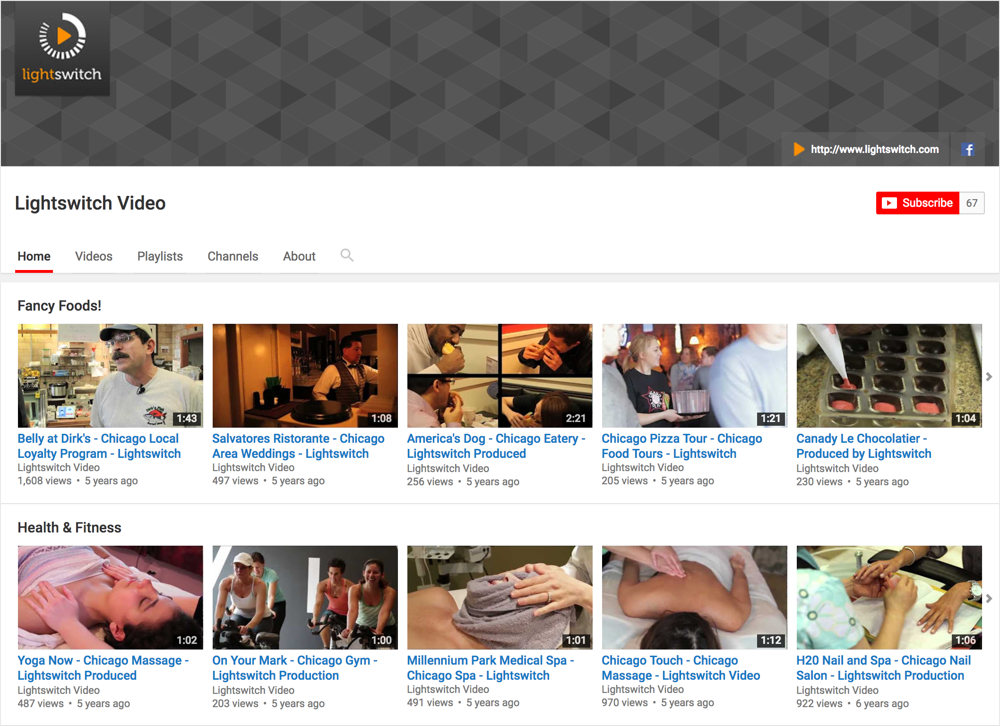 lightswitch
http://www.lightswitch.com
f
Lightswitch Video
Subscribe 67
Home Videos Playlists Channels About
Fancy Foods!
1:43 1:08 2:21 1:21 1:04
Belly at Dirk's - Chicago Local
Loyalty Program - Lightswitch
Lightswitch Video
1,608 views • 5 years ago
Salvatores Ristorante - Chicago
Area Weddings - Lightswitch
Lightswitch Video
497 views • 5 years ago
America's Dog - Chicago Eatery -
Lightswitch Produced
Lightswitch Video
256 views • 5 years ago
Chicago Pizza Tour - Chicago
Food Tours - Lightswitch
Lightswitch Video
205 views • 5 years ago
Canady Le Chocolatier -
Produced by Lightswitch
Lightswitch Video
230 views • 5 years ago
Health & Fitness
1:02 1:00 1:01 1:12 1:06
Yoga Now - Chicago Massage -
Lightswitch Produced
Lightswitch Video
487 views • 5 years ago
On Your Mark - Chicago Gym -
Lightswitch Production
Lightswitch Video
203 views • 5 years ago
Millennium Park Medical Spa -
Chicago Spa - Lightswitch
Lightswitch Video
491 views • 5 years ago
Chicago Touch - Chicago
Massage - Lightswitch Video
Lightswitch Video
970 views • 5 years ago
H20 Nail and Spa - Chicago Nail
Salon - Lightswitch Production
Lightswitch Video
922 views • 6 years ago